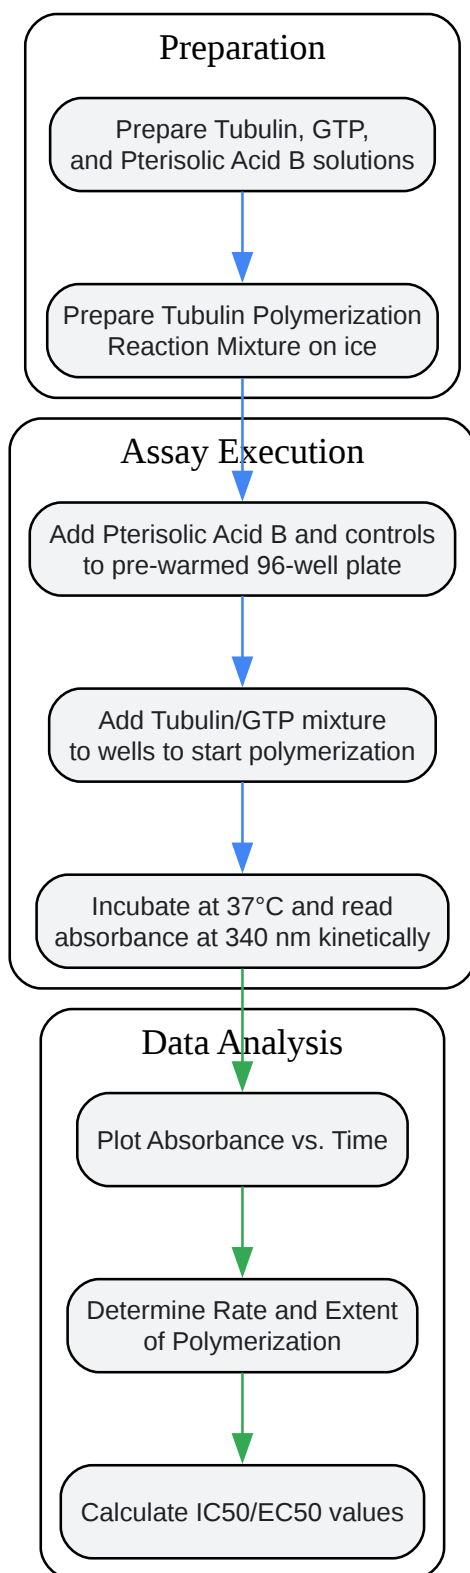 Preparation
Prepare Tubulin, GTP,
and Pterisolic Acid B solutions
Prepare Tubulin Polymerization
Reaction Mixture on ice
Assay Execution
Add Pterisolic Acid B and controls
to pre-warmed 96-well plate
Add Tubulin/GTP mixture
to wells to start polymerization
Incubate at 37°C and read
absorbance at 340 nm kinetically
Data Analysis
Plot Absorbance vs. Time
Determine Rate and Extent
of Polymerization
Calculate IC50/EC50 values